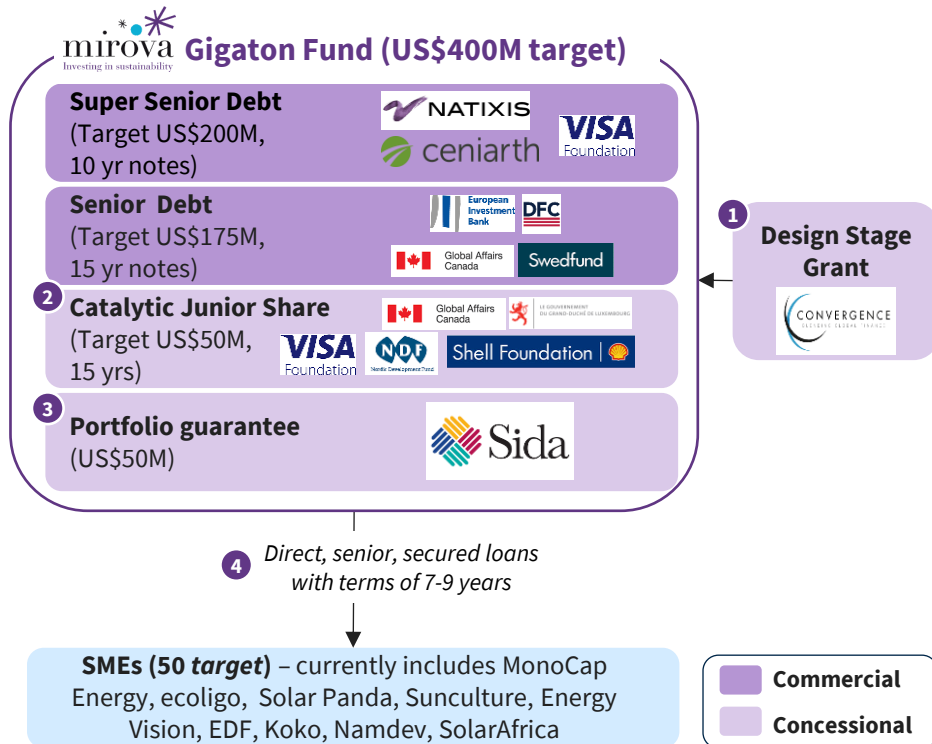 mirova
Investing in sustainability
Gigaton Fund (US$400M target)
Super Senior Debt
(Target US$200M,
10 yr notes)
NATIXIS
ceniarth
VISA
Foundation
Senior Debt
(Target US$175M,
15 yr notes)
European
Investment
Bank
DFC
Global Affairs
Canada
Swedfund
1
Design Stage
Grant
CONVERGENCE
BLENDING GLOBAL FINANCE
2
Catalytic Junior Share
(Target US$50M,
15 yrs)
Global Affairs
Canada
LE GOUVERNEMENT
DU GRAND-DUCHÉ DE LUXEMBOURG
VISA
Foundation
NDF
Nordic Development Fund
Shell Foundation
3
Portfolio guarantee
(US$50M)
Sida
4
Direct, senior, secured loans
with terms of 7-9 years
SMEs (50 target) – currently includes MonoCap
Energy, ecoligo, Solar Panda, Sunculture, Energy
Vision, EDF, Koko, Namdev, SolarAfrica
Commercial
Concessional